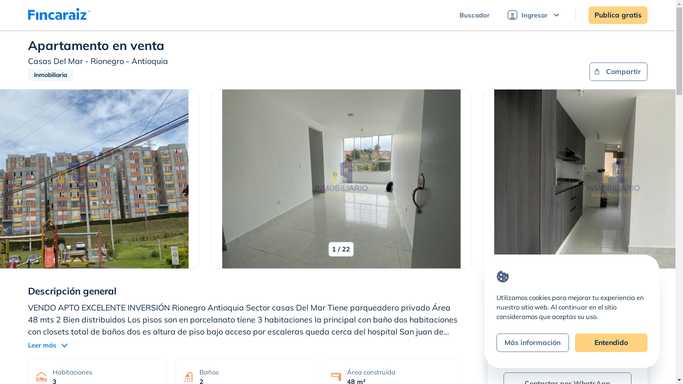 Fincaraiz
Buscador
Ingresar
Publica gratis
Apartamento en venta
Casas Del Mar - Rionegro - Antioquia
Inmobiliaria
Compartir
INMOBILIARIO
INMOBILIARIO
1 / 22
Descripción general
VENDO APTO EXCELENTE INVERSIÓN Rionegro Antioquia Sector casas Del Mar Tiene parqueadero privado Área
48 mts 2 Bien distribuidos Los pisos son en porcelanato tiene 3 habitaciones la principal con baño dos habitaciones
con closets total de baños dos es altura de piso bajo acceso por escaleras queda cerca del hospital San juan de...
Leer más
Habitaciones
3
Baños
2
Área construida
48 m²
Utilizamos cookies para mejorar tu experiencia en
nuestro sitio web. Al continuar en el sitio
consideramos que aceptas su uso.
Más información
Entendido
Contactar por WhatsApp